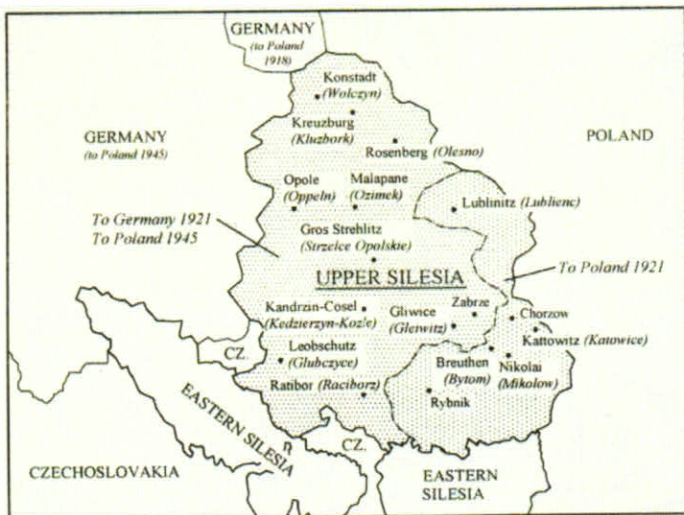 GERMANY
(to Poland
1918)
Konstadt
(Wolczyn)
Kreuzburg
(Kluzbork)
GERMANY
(to Poland 1945)
POLAND
Rosenberg (Olesno)
Opole
(Oppeln)
Malapane
(Ozimek)
Lublinitz (Lublienc)
To Germany 1921
To Poland 1945
Gros Strehlitz
(Strzelce Opolskie)
UPPER SILESIA
To Poland 1921
Kandrzin-Cosel
(Kedzierzyn-Kozle)
Gliwice
(Gleiwitz)
Zabrze
Chorzow
Kattowitz (Katowice)
CZ.
Leobschutz
(Glubczyce)
Breuthen
(Bytom)
Nikolai
(Mikolow)
Ratibor (Raciborz)
Rybnik
EASTERN SILESIA
CZ.
CZECHOSLOVAKIA
EASTERN
SILESIA